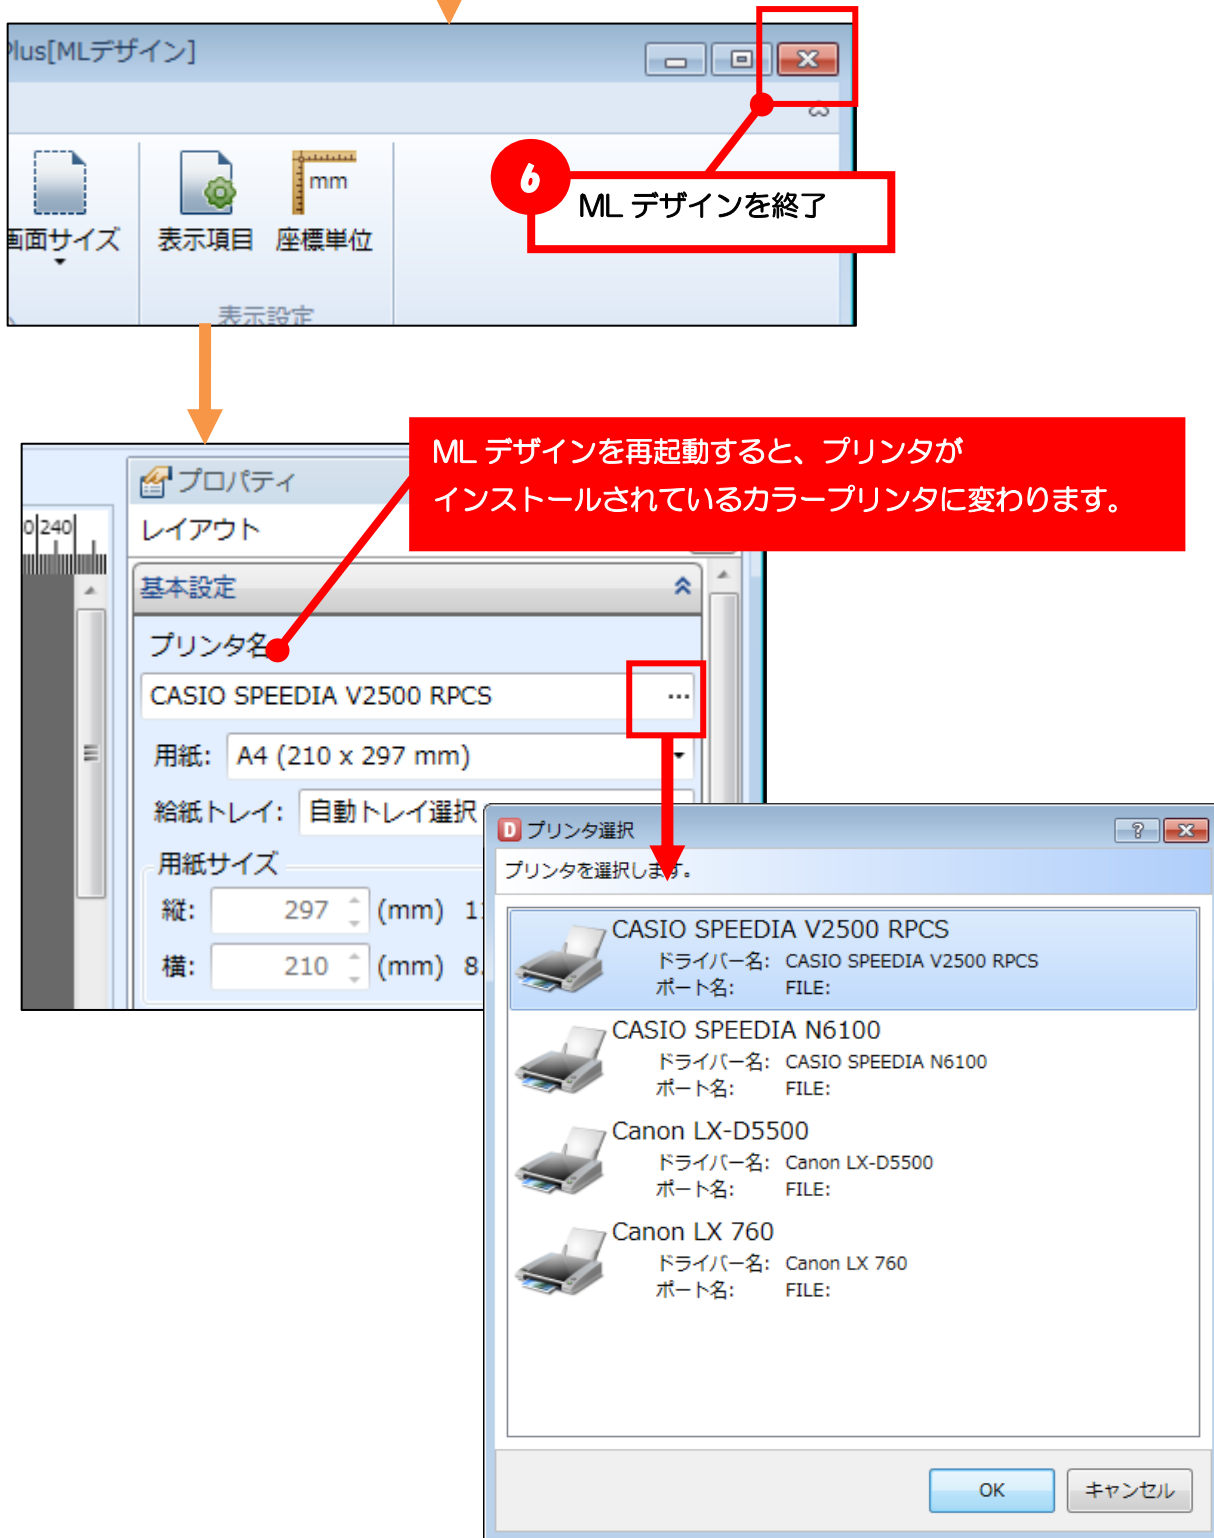 Plus[MLデザイン]
mm
画面サイズ
表示項目
座標単位
表示設定
6
ML デザインを終了
ML デザインを再起動すると、プリンタが
インストールされているカラープリンタに変わります。
プロパティ
240
レイアウト
基本設定
プリンタ名
CASIO SPEEDIA V2500 RPCS ...
用紙: A4 (210 x 297 mm)
給紙トレイ: 自動トレイ選択
用紙サイズ
縦: 297 (mm)
横: 210 (mm) 8.
プリンタ選択
プリンタを選択します。
CASIO SPEEDIA V2500 RPCS
ドライバー名: CASIO SPEEDIA V2500 RPCS
ポート名: FILE:
CASIO SPEEDIA N6100
ドライバー名: CASIO SPEEDIA N6100
ポート名: FILE:
Canon LX-D5500
ドライバー名: Canon LX-D5500
ポート名: FILE:
Canon LX 760
ドライバー名: Canon LX 760
ポート名: FILE:
OK
キャンセル